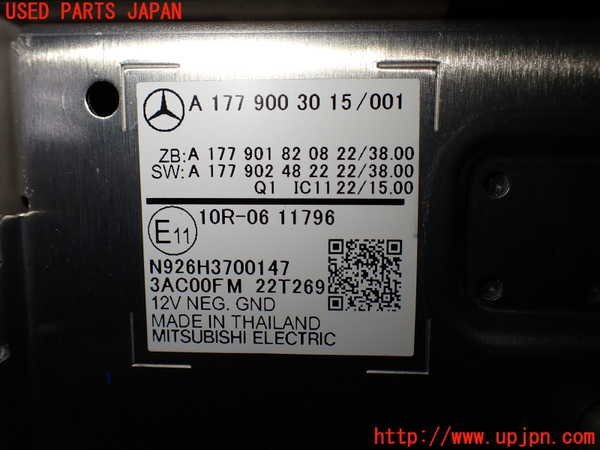 USED PARTS JAPAN
A 177 900 30 15/001
ZB: A 177 901 82 08 22/38.00
SW: A 177 902 48 22 22/38.00
Q1 IC11 22/15.00
E11 10R-06 11796
N926H3700147
3AC00FM 22T269
12V NEG. GND
MADE IN THAILAND
MITSUBISHI ELECTRIC
http://www.upjpn.com/